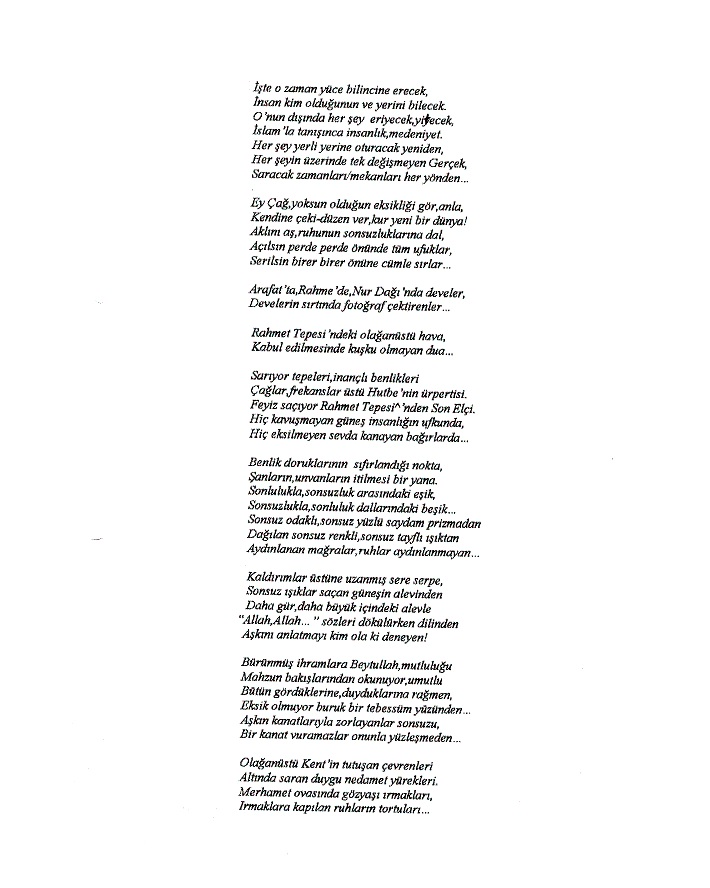 İşte o zaman yüce bilincine erecek,
İnsan kim olduğunun ve yerini bilecek.
O'nun dışında her şey eriyecek,yitecek,
İslam'la tanışınca insanlık,medeniyet.
Her şey yerli yerine oturacak yeniden,
Her şeyin üzerinde tek değişmeyen Gerçek,
Saracak zamanları/mekanları her yönden...

Ey Çağ,yoksun olduğun eksikliği gör,anla,
Kendine çeki-düzen ver,kur yeni bir dünya!
Aklını aş,ruhunun sonsuzluklarına dal,
Açılsın perde perde önünde tüm ufuklar,
Serilsin birer birer önüne cümle sırlar...

Arafat'ta,Rahme'de,Nur Dağı'nda develer,
Develerin sırtında fotoğraf çektirenler...

Rahmet Tepesi'ndeki olağanüstü hava,
Kabul edilmesinde kuşku olmayan dua...

Sarıyor tepeleri,inançlı benlikleri
Çağlar,frekanslar üstü Hutbe'nin ürpertisi.
Feyiz saçıyor Rahmet Tepesi^'nden Son Elçi.
Hiç kavuşmayan güneş insanlığın ufkunda,
Hiç eksilmeyen sevda kanayan bağırlarda...

Benlik doruklarının sıfırlandığı nokta,
Şanların,unvanların itilmesi bir yana.
Sonlulukla,sonsuzluk arasındaki eşik,
Sonsuzlukla,sonluluk dallarındaki beşik...
Sonsuz odaklı,sonsuz yüzlü saydam prizmadan
Dağılan sonsuz renkli,sonsuz tayflı ışıktan
Aydınlanan mağralar,ruhlar aydınlanmayan...

Kaldırımlar üstüne uzanmış sere serpe,
Sonsuz ışıklar saçan güneşin alevinden
Daha gür,daha büyük içindeki alevle
"Allah,Allah... " sözleri dökülürken dilinden
Aşkını anlatmayı kim ola ki deneyen!

Bürünmüş ihramlara Beytullah,mutluluğu
Mahzun bakışlarından okunuyor,umutlu
Bütün gördüklerine,duyduklarına rağmen,
Eksik olmuyor buruk bir tebessüm yüzünden...
Aşkın kanatlarıyla zorlayanlar sonsuzu,
Bir kanat vuramazlar onunla yüzleşmeden...

Olağanüstü Kent'in tutuşan çevrenleri
Altında saran duygu nedamet yürekleri.
Merhamet ovasında gözyaşı ırmakları,
Irmaklara kapılan ruhların tortuları...